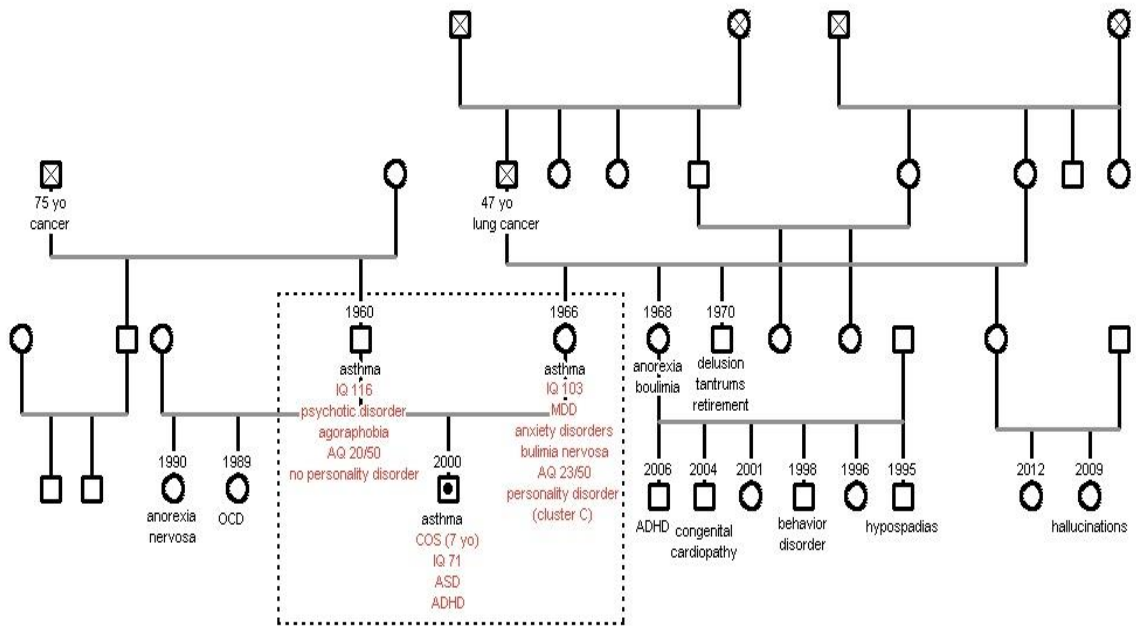 75 yo
cancer
47 yo
lung cancer
1960
asthma
IQ 116
psychotic disorder
agoraphobia
AQ 20/50
no personality disorder
1966
asthma
IQ 103
MDD
anxiety disorders
bulimia nervosa
AQ 23/50
personality disorder
(cluster C)
1968
anorexia
boulimia
1970
delusion
tantrums
retirement
1990
anorexia
nervosa
1989
OCD
2000
asthma
COS (7 yo)
IQ 71
ASD
ADHD
2006
ADHD
2004
congenital
cardiopathy
2001
1998
behavior
disorder
1996
1995
hypospadias
2012
2009
hallucinations